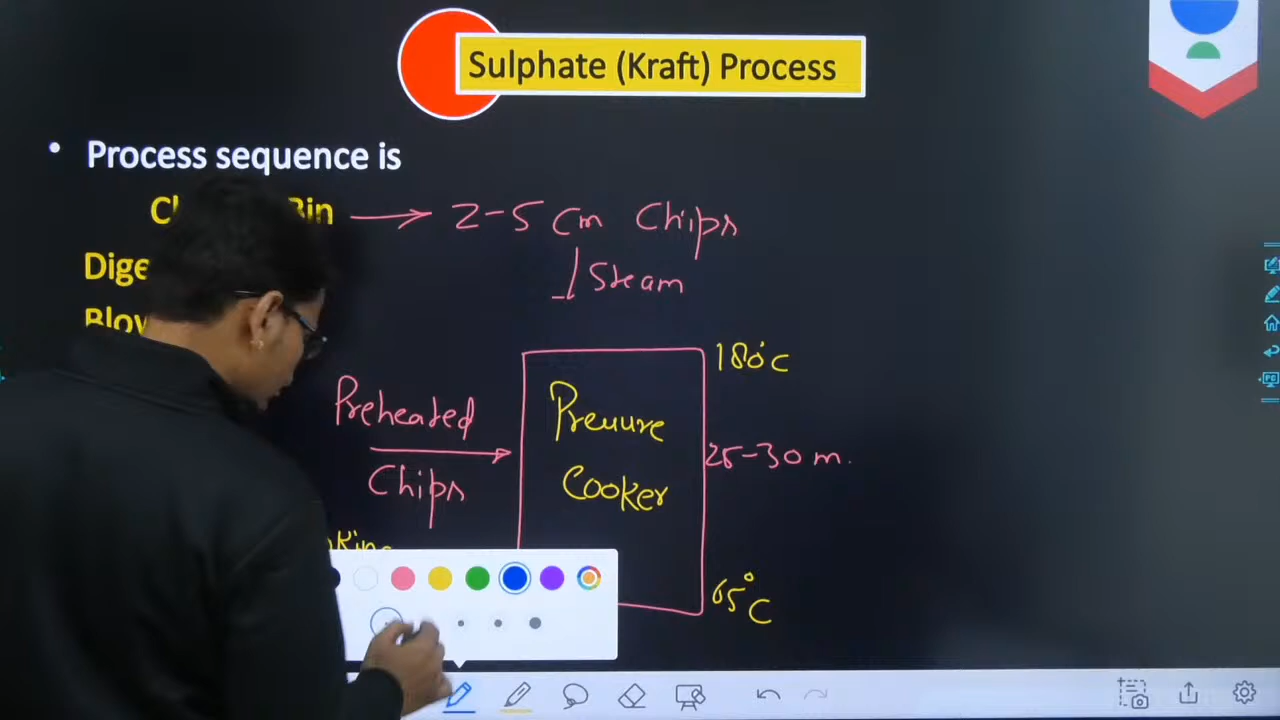 Sulphate (Kraft) Process
• Process sequence is
Bin → 2-5 Cm Chips
Steam
180°C
Preheated
Chips
Pressure
Cooker
25-30 m.
65°C
PC